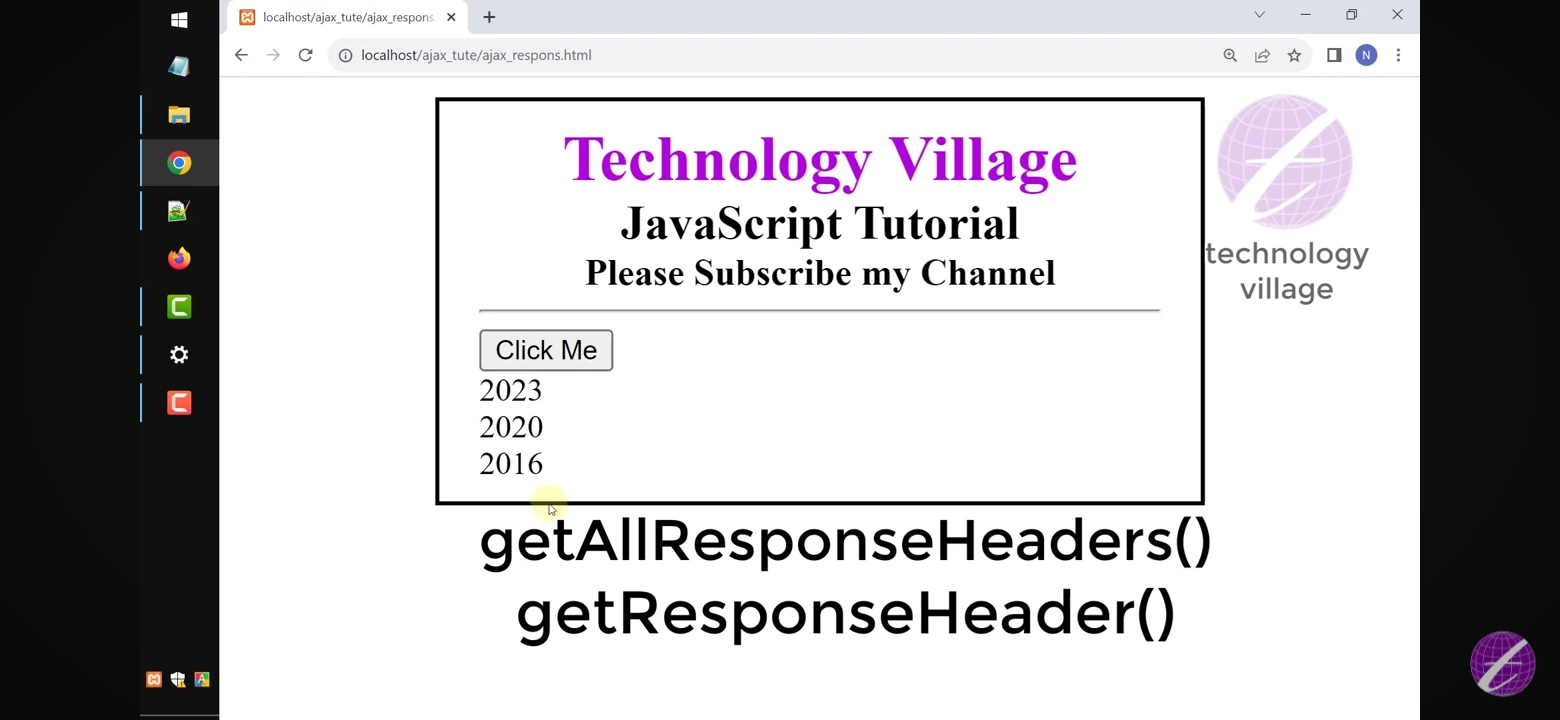 localhost/ajax_tute/ajax_respons.
localhost/ajax_tute/ajax_respons.html
N
Technology Village
JavaScript Tutorial
Please Subscribe my Channel
technology
village
Click Me
2023
2020
2016
getAllResponseHeaders()
getResponseHeader()